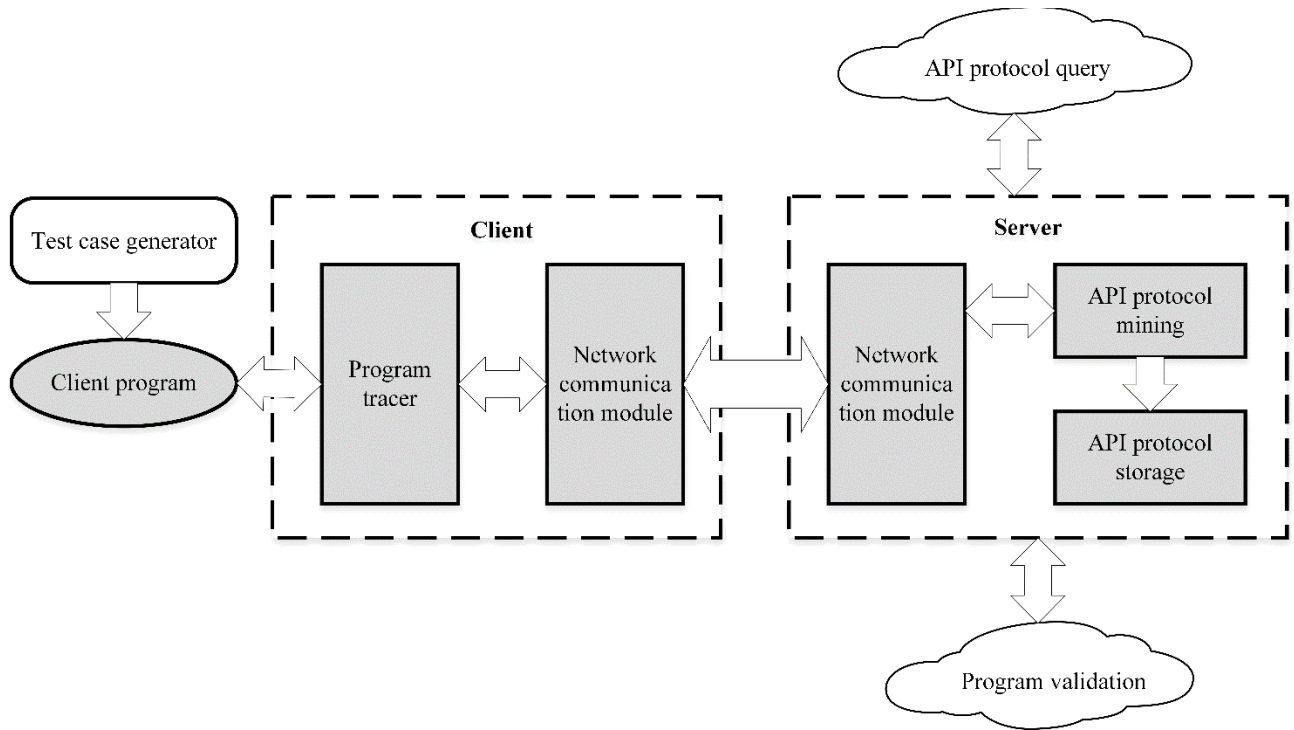 API protocol query
Test case generator
Client program
Client
Program
tracer
Network
communica
tion module
Server
Network
communica
tion module
API protocol
mining
API protocol
storage
Program validation